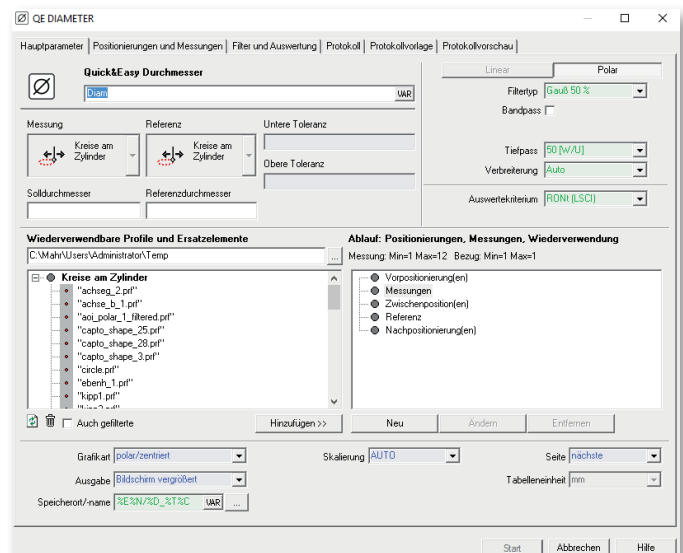 QE DIAMETER
Hauptparameter Positionierungen und Messungen Filter und Auswertung Protokoll Protokollvorlage Protokollvorschau
Quick&Easy Durchmesser
Diam VAR
Linear Polar
Filtertyp Gauß 50 %
Bandpass
Tiefpass 50 [W/U]
Verbreiterung Auto
Auswertekriterium RONt (LSCI)
Messung Referenz Untere Toleranz
Kreise am Zylinder
Kreise am Zylinder
Obere Toleranz
Solldurchmesser Referenzdurchmesser
Wiederverwendbare Profile und Ersatzelemente
C:\Mahr\Users\Administrator\Temp ...
Kreise am Zylinder
"achseg_2.prf"
"achse_b_1.prf"
"aoi_polar_1_filtered.prf"
"capto_shape_25.prf"
"capto_shape_28.prf"
"capto_shape_3.prf"
"circle.prf"
"ebenh_1.prf"
"kipp1.prf"
Auch gefilterte Hinzufügen >>
Ablauf: Positionierungen, Messungen, Wiederverwendung
Messung: Min=1 Max=12 Bezug: Min=1 Max=1
Vorpositionierung(en)
Messungen
Zwischenposition(en)
Referenz
Nachpositionierung(en)
Neu Ändern Entfernen
Grafikart polar/zentriert Skalierung AUTO Seite nächste
Ausgabe Bildschirm vergrößert Tabelleneinheit mm
Speicherort/-name %E%N/%D_%T%C VAR ...
Start Abbrechen Hilfe